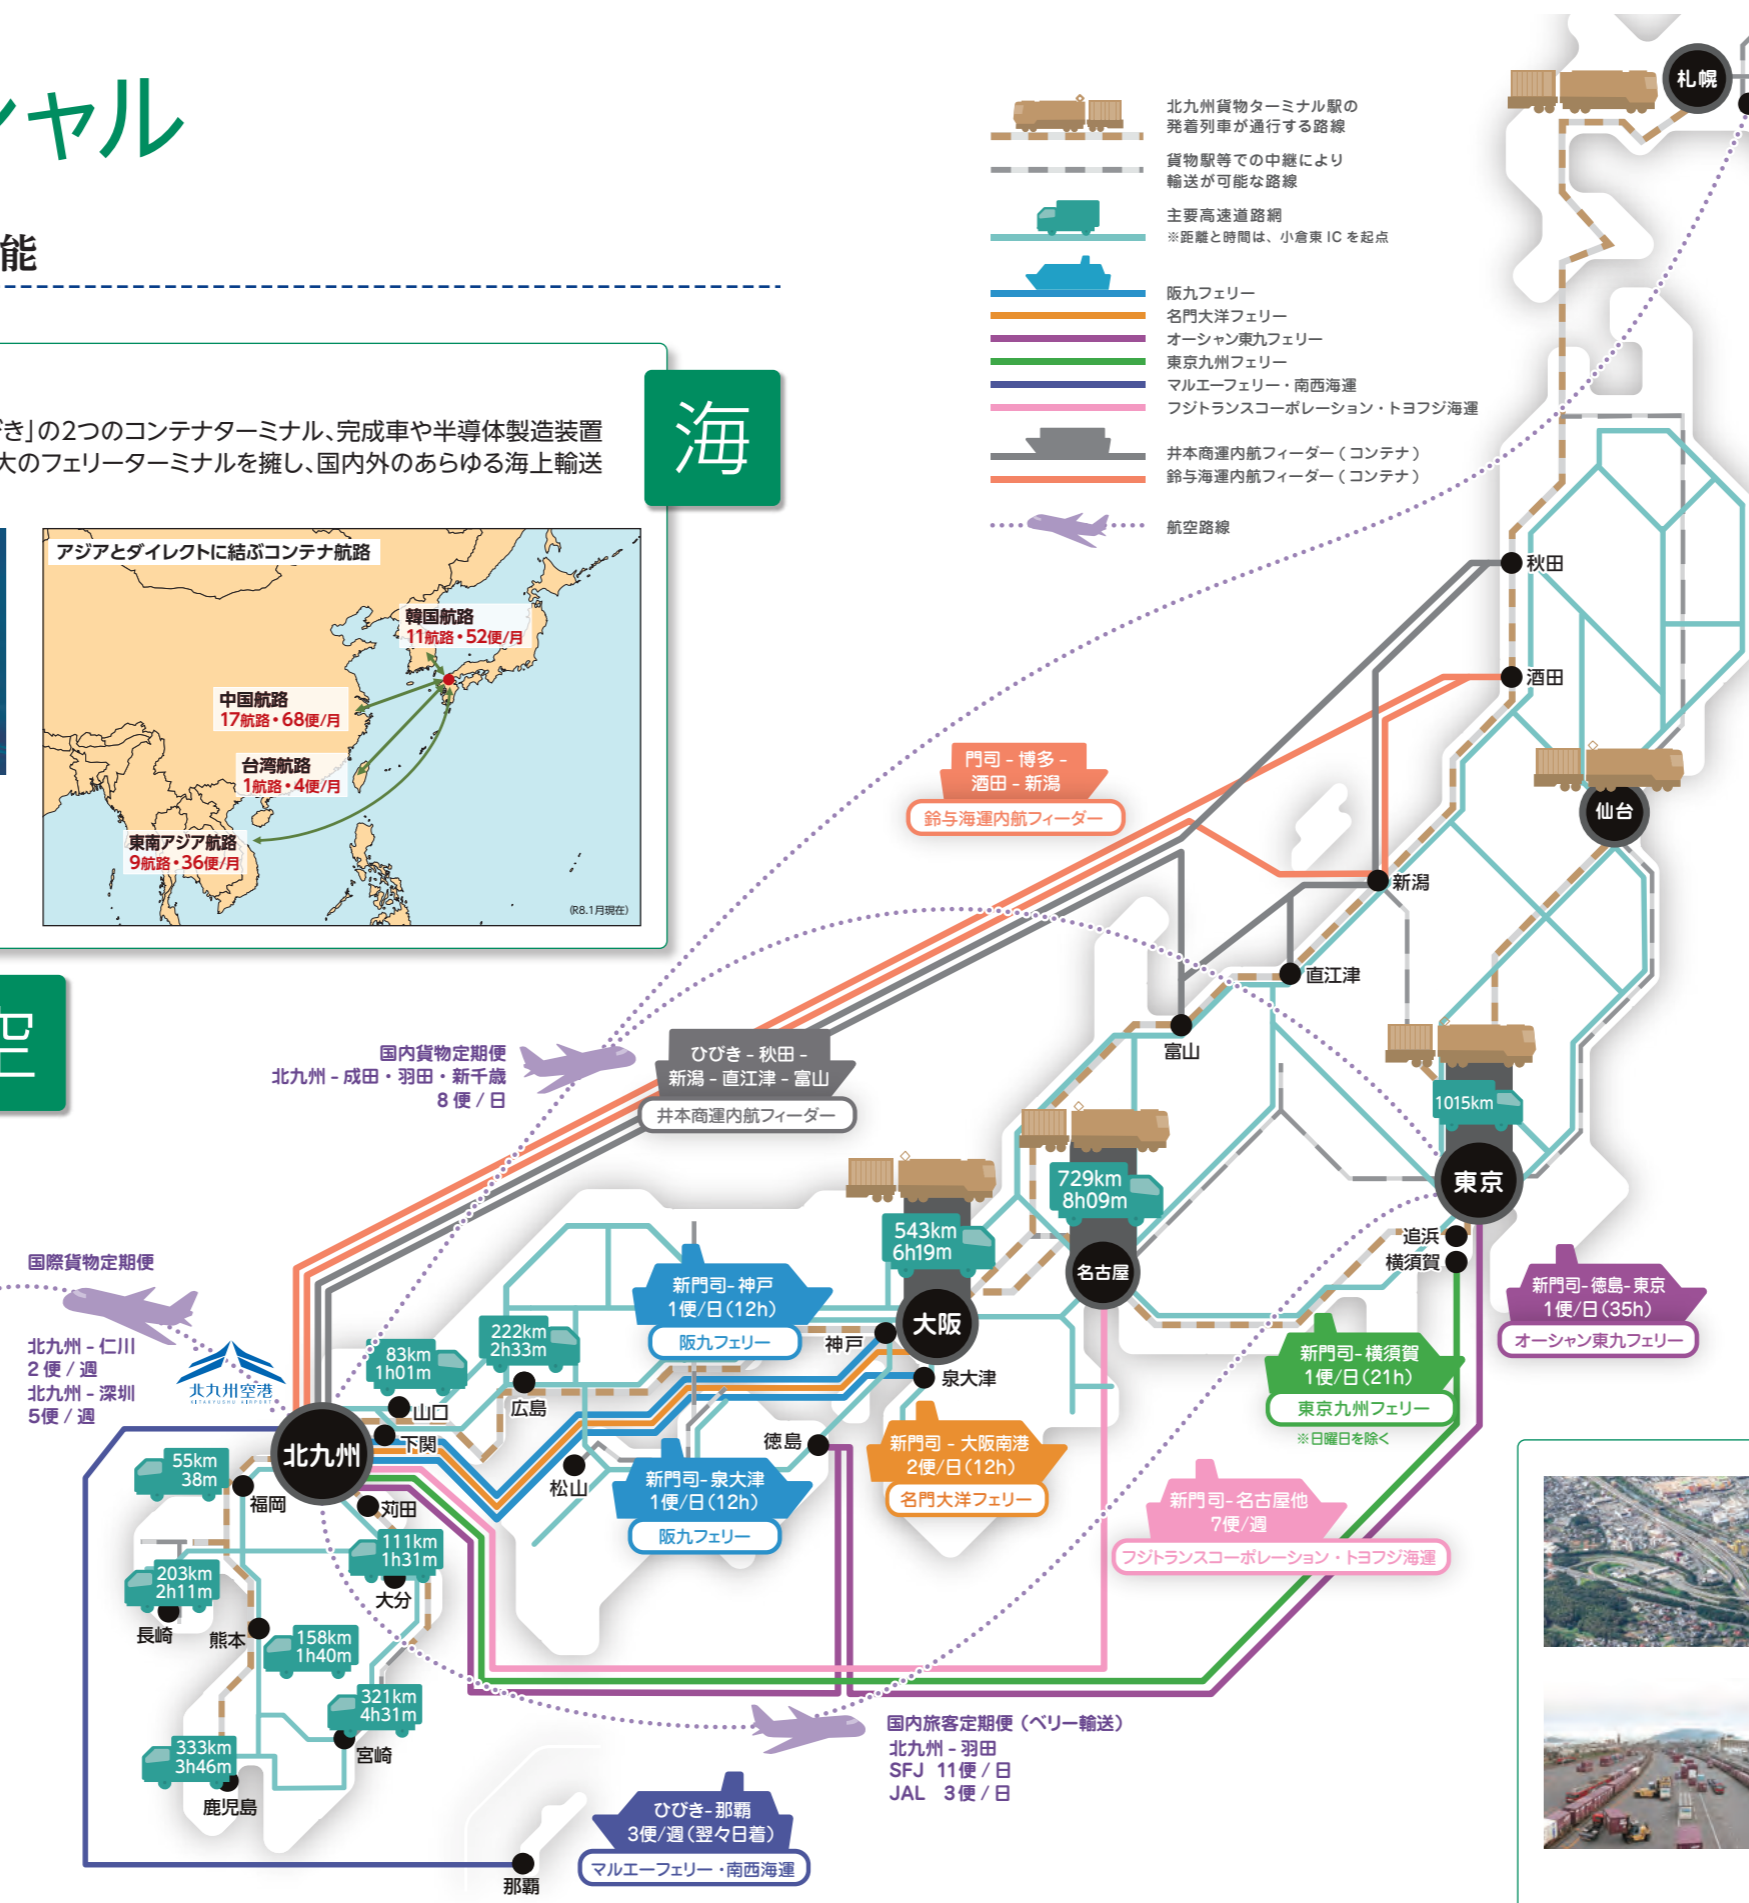 シャル
能
びき」の2つのコンテナターミナル、完成車や半導体製造装置
大のフェリーターミナルを擁し、国内外のあらゆる海上輸送
海
アジアとダイレクトに結ぶコンテナ航路
韓国航路
11航路・52便/月
中国航路
17航路・68便/月
台湾航路
1航路・4便/月
東南アジア航路
9航路・36便/月
(R8.1月現在)
空
北九州貨物ターミナル駅の
発着列車が通行する路線
貨物駅等での中継により
輸送が可能な路線
主要高速道路網
※距離と時間は、小倉東 IC を起点
阪九フェリー
名門大洋フェリー
オーシャン東九フェリー
東京九州フェリー
マルエーフェリー・南西海運
フジトランスコーポレーション・トヨフジ海運
井本商運内航フィーダー ( コンテナ )
鈴与海運内航フィーダー ( コンテナ )
航空路線
札幌
秋田
酒田
仙台
門司 - 博多 -
酒田 - 新潟
鈴与海運内航フィーダー
新潟
直江津
富山
国内貨物定期便
北九州 - 成田・羽田・新千歳
8 便 / 日
ひびき - 秋田 -
新潟 - 直江津 - 富山
井本商運内航フィーダー
1015km
東京
追浜
横須賀
729km
8h09m
名古屋
543km
6h19m
大阪
神戸
泉大津
国際貨物定期便
北九州 - 仁川
2 便 / 週
北九州 - 深圳
5便 / 週
北九州空港
KITAKYUSHU AIRPORT
新門司-神戸
1便/日(12h)
阪九フェリー
222km
2h33m
83km
1h01m
山口
広島
下関
北九州
松山
徳島
新門司-徳島-東京
1便/日(35h)
オーシャン東九フェリー
新門司-横須賀
1便/日(21h)
東京九州フェリー
※日曜日を除く
新門司 - 大阪南港
2便/日(12h)
名門大洋フェリー
新門司-泉大津
1便/日(12h)
阪九フェリー
新門司-名古屋他
7便/週
フジトランスコーポレーション・トヨフジ海運
55km
38m
福岡
苅田
111km
1h31m
大分
203km
2h11m
長崎
熊本
158km
1h40m
321km
4h31m
宮崎
333km
3h46m
鹿児島
国内旅客定期便 (ベリー輸送)
北九州 - 羽田
SFJ 11便 / 日
JAL 3便 / 日
ひびき-那覇
3便/週(翌々日着)
マルエーフェリー・南西海運
那覇